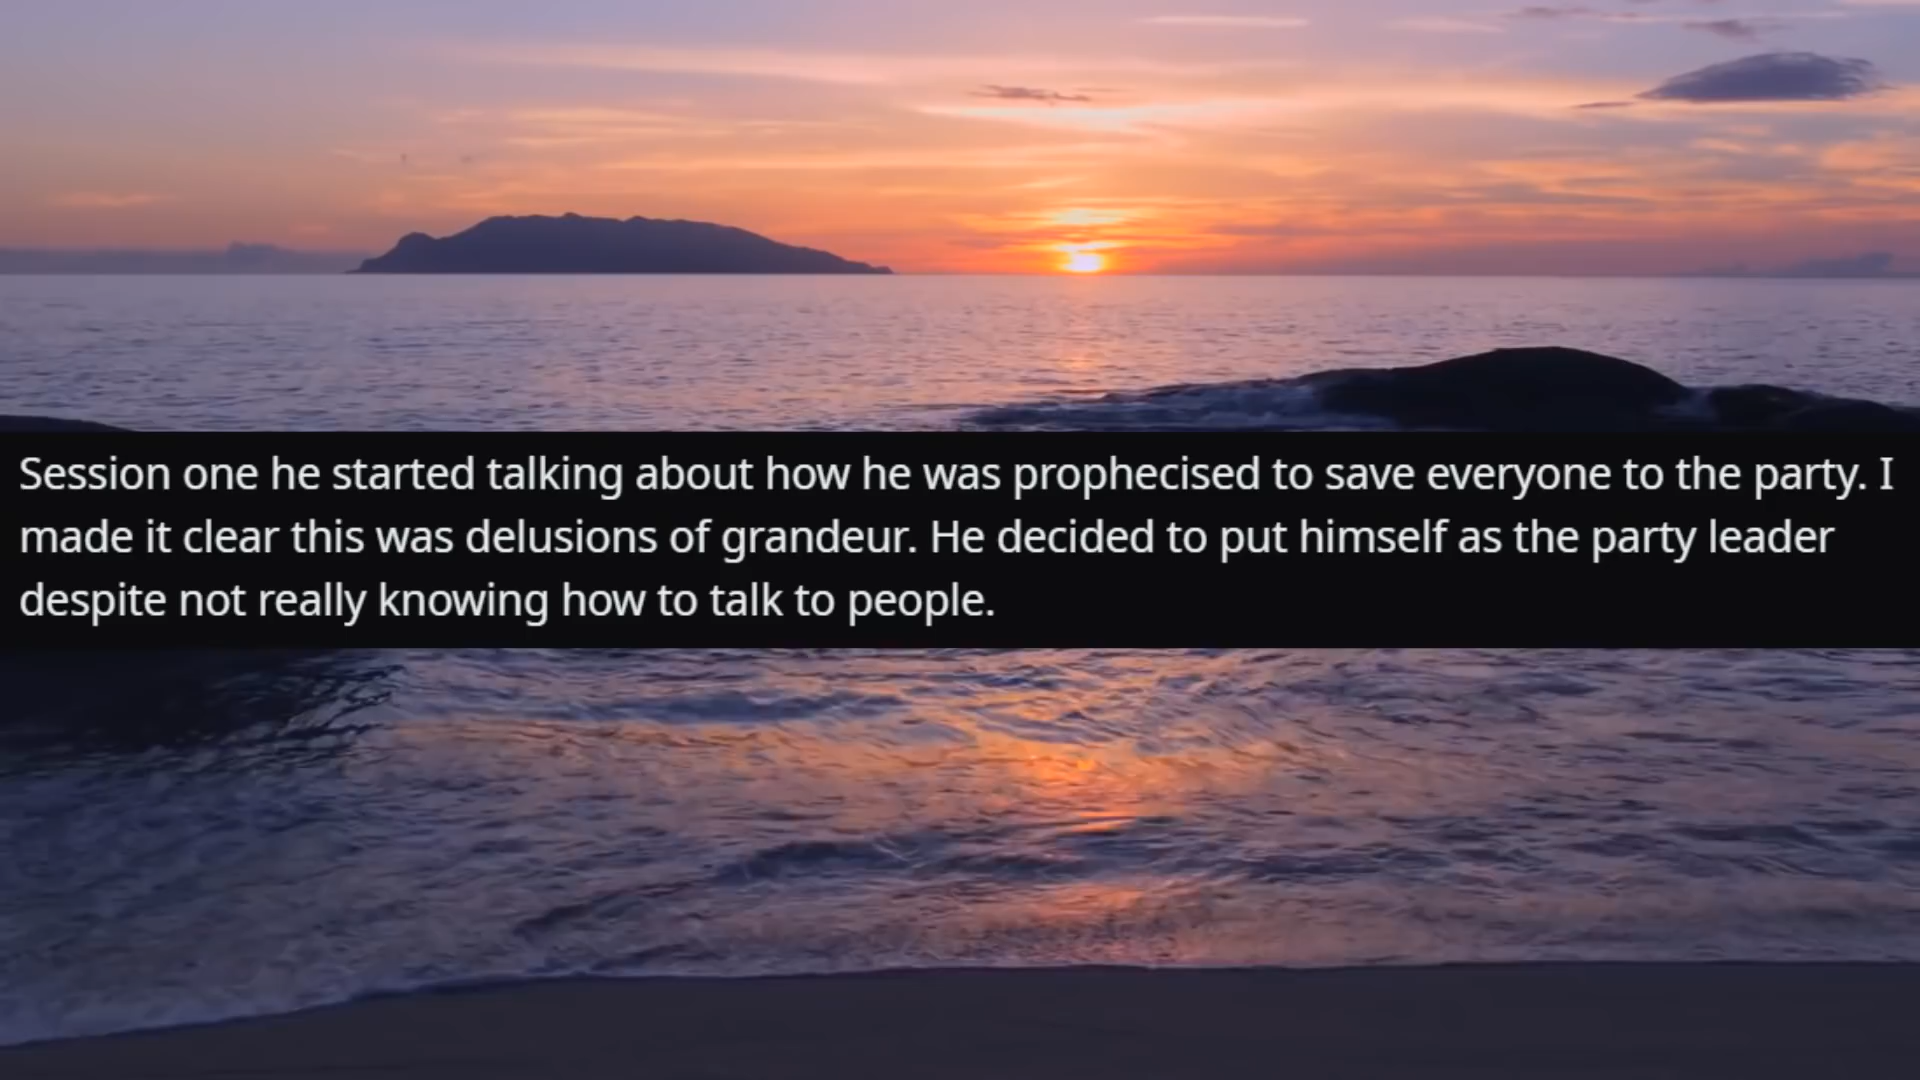 Session one he started talking about how he was prophecised to save everyone to the party. I
made it clear this was delusions of grandeur. He decided to put himself as the party leader
despite not really knowing how to talk to people.